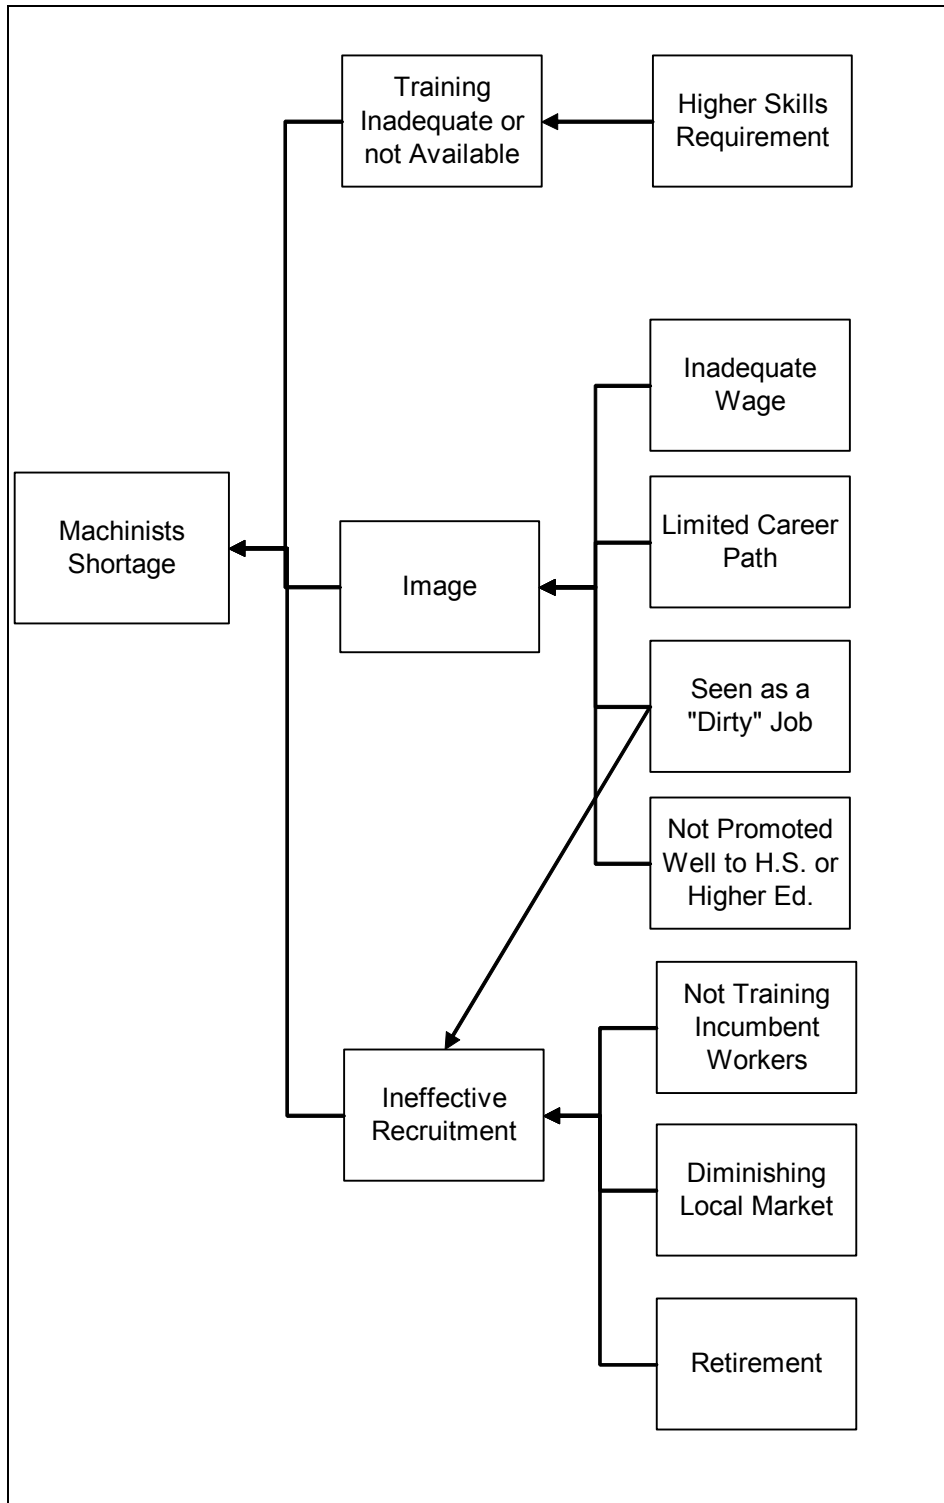 Training
Inadequate or
not Available
Higher Skills
Requirement
Inadequate
Wage
Limited Career
Path
Machinists
Shortage
Image
Seen as a
"Dirty" Job
Not Promoted
Well to H.S. or
Higher Ed.
Not Training
Incumbent
Workers
Ineffective
Recruitment
Diminishing
Local Market
Retirement